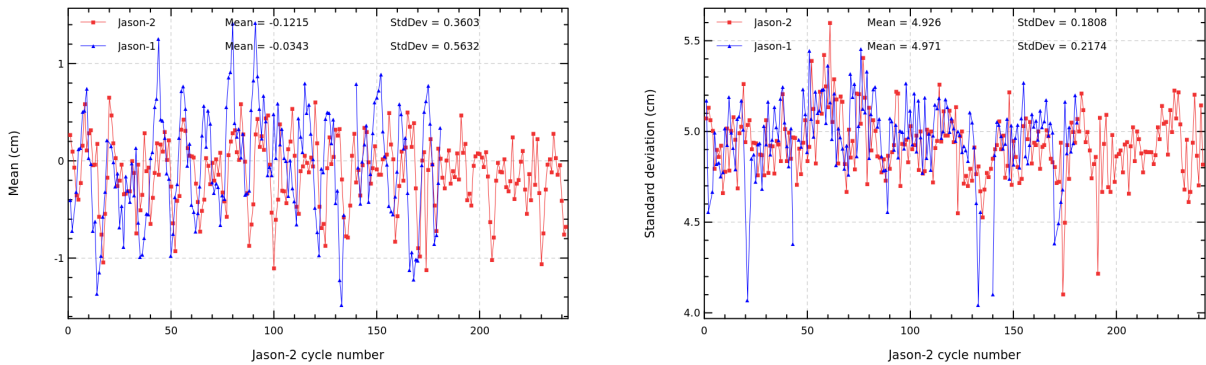 Jason-2 Mean = -0.1215 StdDev = 0.3603
Jason-1 Mean = -0.0343 StdDev = 0.5632
Mean (cm)
1
0
-1
0 50 100 150 200
Jason-2 cycle number
Jason-2 Mean = 4.926 StdDev = 0.1808
Jason-1 Mean = 4.971 StdDev = 0.2174
Standard deviation (cm)
5.5
5.0
4.5
4.0
0 50 100 150 200
Jason-2 cycle number